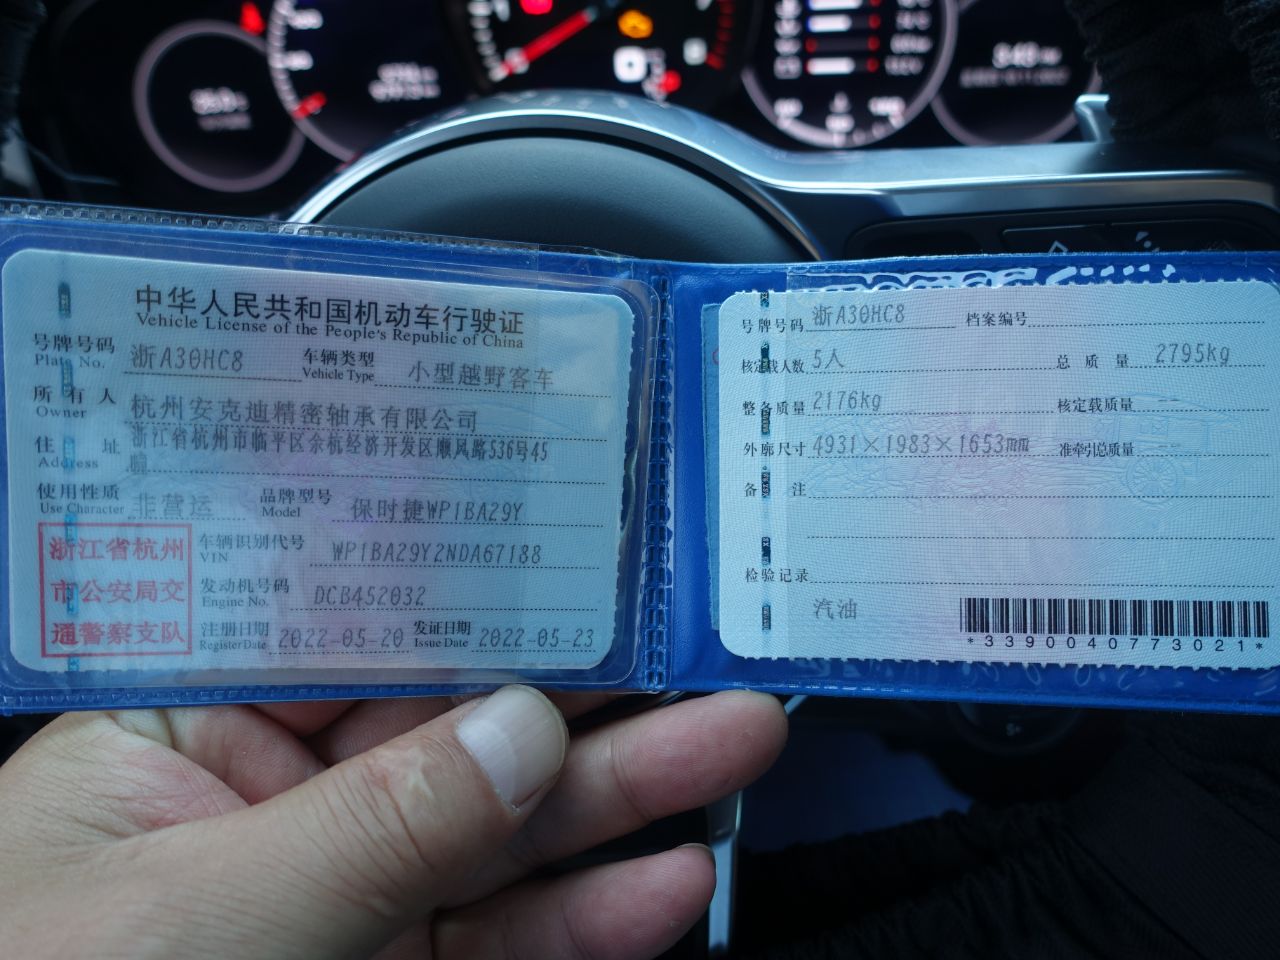 中华人民共和国机动车行驶证
Vehicle License of the People's Republic of China
号牌号码 浙A30HC8 车辆类型 小型越野客车
Plate No. Vehicle Type
所有人 杭州安克迪精密轴承有限公司
Owner
住址 浙江省杭州市临平区余杭经济开发区顺风路536号45
Address 幢
使用性质 非营运 品牌型号 保时捷WP1BA29Y
Use Character Model
浙江省杭州
市公安局交
通警察支队
车辆识别代号 WP1BA29Y2NDA67188
VIN
发动机号码 DCB452032
Engine No.
注册日期 2022-05-20 发证日期 2022-05-23
Register Date Issue Date
号牌号码 浙A30HC8 档案编号
核定载人数 5人 总质量 2795kg
整备质量 2176kg 核定载质量 --
外廓尺寸 4931×1983×1653mm 准牵引总质量 --
备注
检验记录
汽油
*3390040773021*